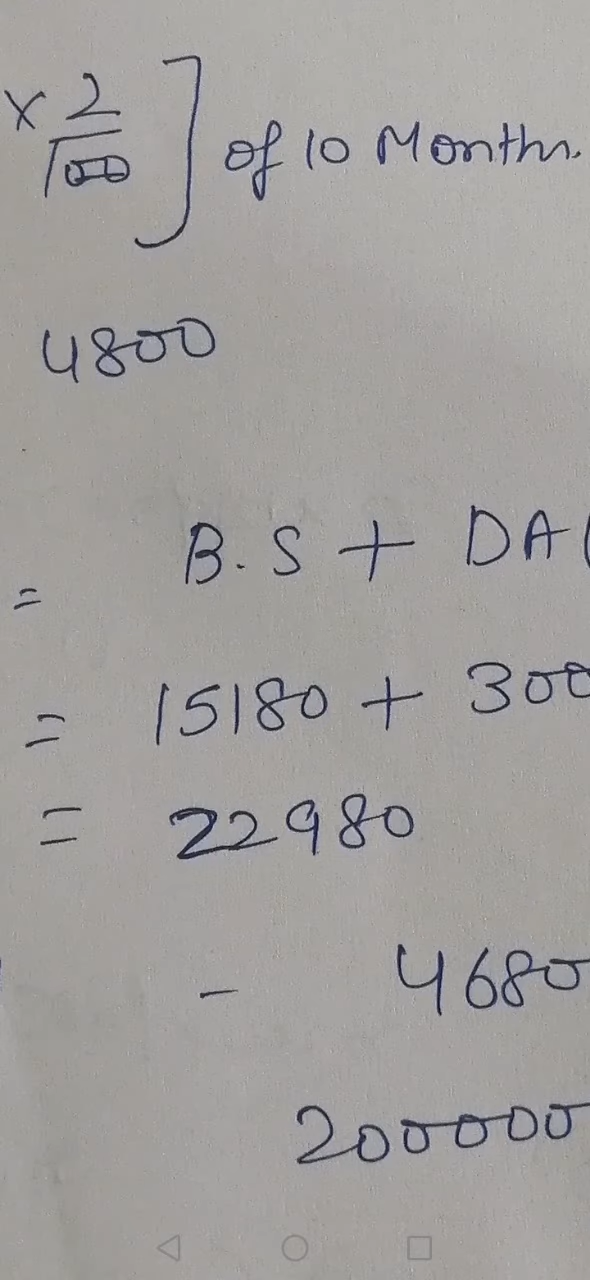 × 2/100 ] of 10 Months.
4800
= B.S + DA(
= 15180 + 300
= 22980
- 4680
200000